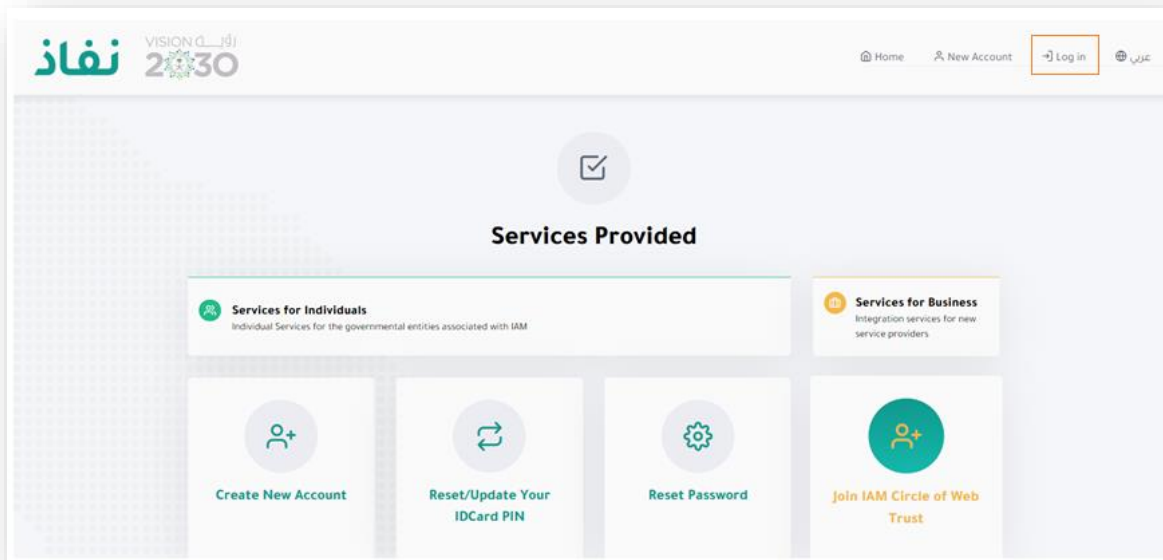 نفاذ
VISION رؤيــــة
2030
Home
New Account
Log in
عربي
Services Provided
Services for Individuals
Individual Services for the governmental entities associated with IAM
Services for Business
Integration services for new
service providers
Create New Account
Reset/Update Your
IDCard PIN
Reset Password
Join IAM Circle of Web
Trust